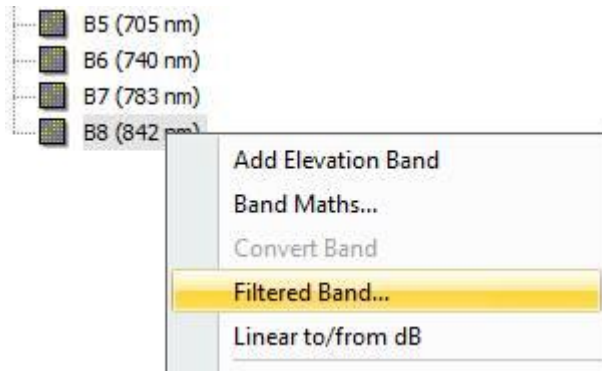 B5 (705 nm)
B6 (740 nm)
B7 (783 nm)
B8 (842 nm)
Add Elevation Band
Band Maths...
Convert Band
Filtered Band...
Linear to/from dB